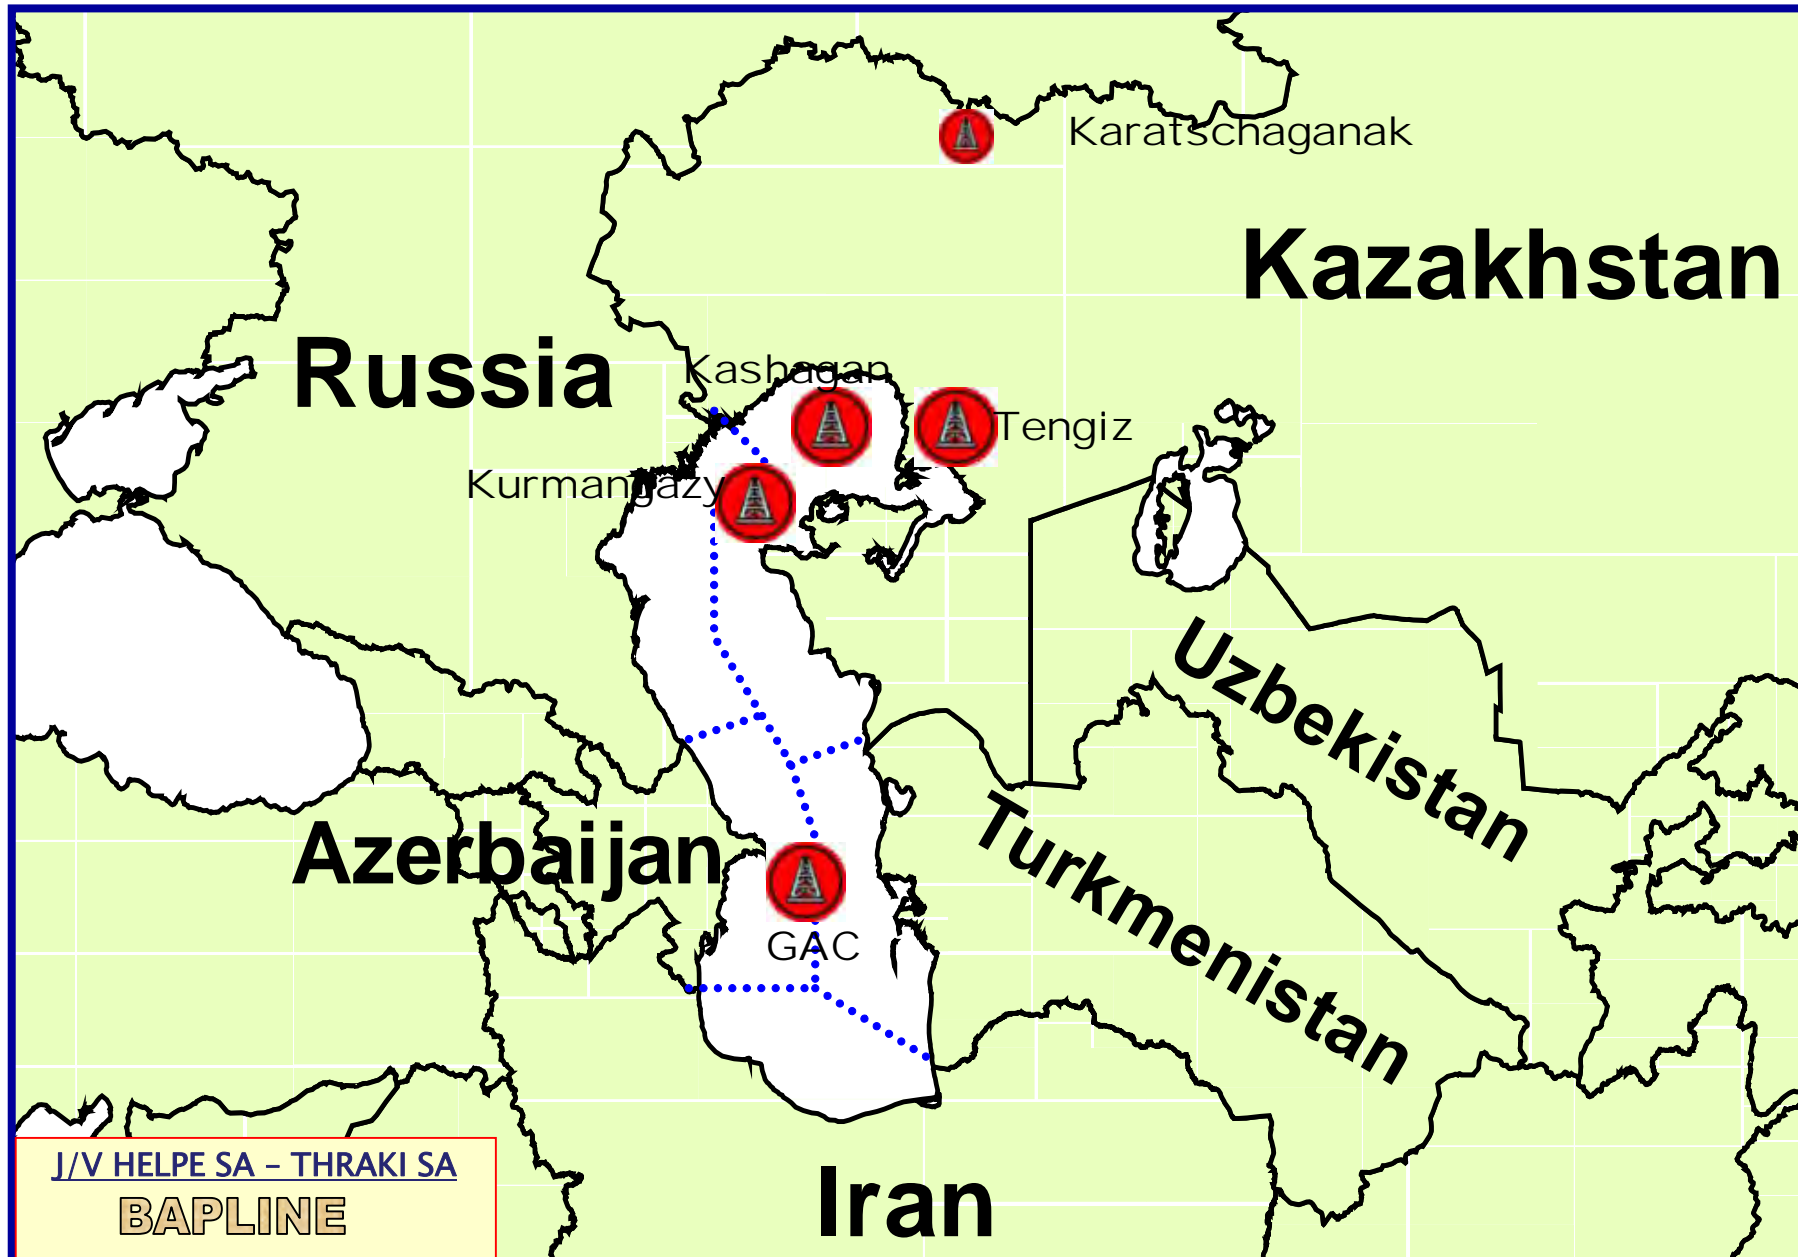 Karatschaganak
Kazakhstan
Russia
Kashagan
Tengiz
Kurmangazy
Uzbekistan
Azerbaijan
Turkmenistan
GAC
Iran
J/V HELPE SA – THRAKI SA
BAPLINE